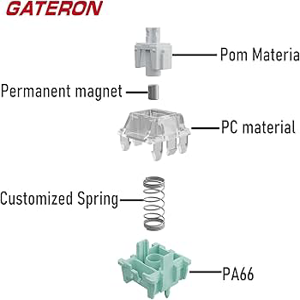 GATERON
Pom Materia
Permanent magnet
PC material
Customized Spring
PA66